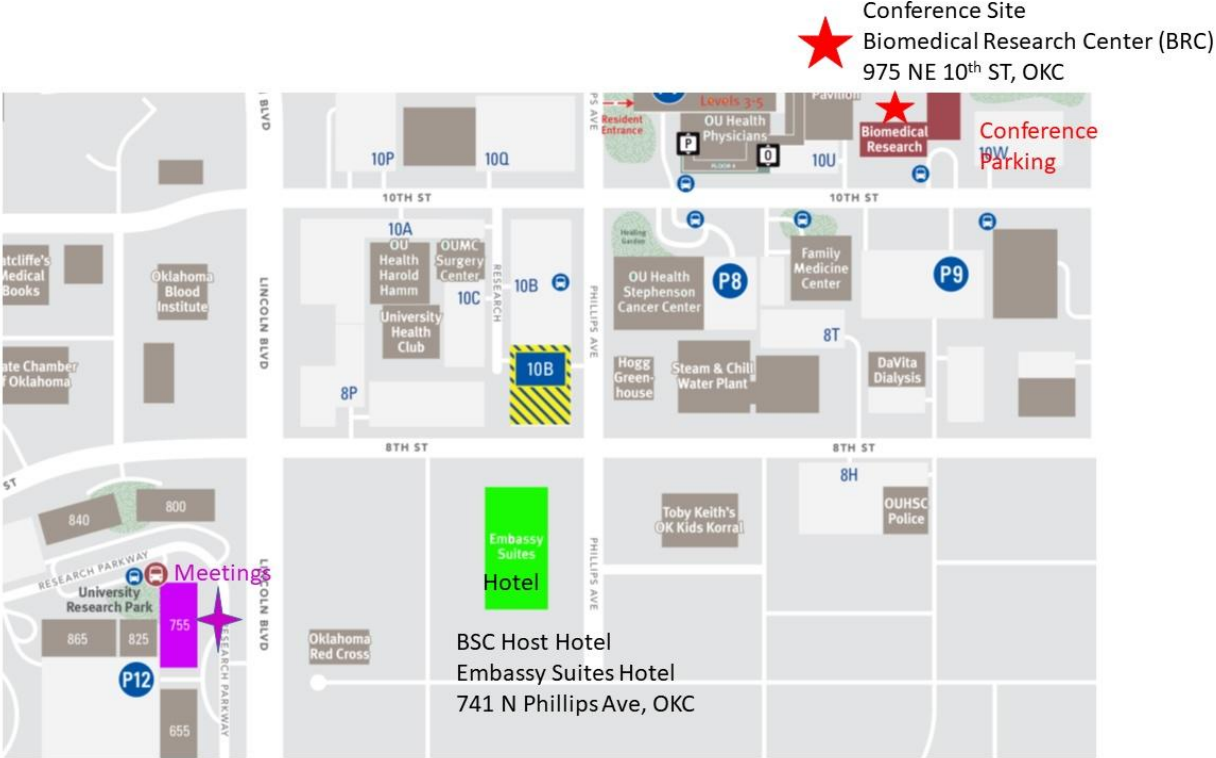 Conference Site
Biomedical Research Center (BRC)
975 NE 10th ST, OKC
BLVD
10P
10Q
PS AVE
Resident
Entrance
Levels 3-5
OU Health
Physicians
P
O
Pavilion
10U
Biomedical
Research
Conference
Parking
10W
10TH ST
10TH ST
atcliffe's
Medical
Books
Oklahoma
Blood
Institute
LINCOLN BLVD
10A
OU
Health
Harold
Hamm
OUMC
Surgery
Center
10C
University
Health
Club
RESEARCH
10B
10B
PHILLIPS AVE
Healing
Garden
OU Health
Stephenson
Cancer Center
P8
Family
Medicine
Center
P9
8T
ate Chamber
f Oklahoma
8P
Hogg
Green-
house
Steam & Chill
Water Plant
DaVita
Dialysis
8TH ST
8TH ST
ST
840
800
RESEARCH PARKWAY
Meetings
University
Research Park
865
825
755
P12
655
RESEARCH PARKWAY
LINCOLN BLVD
Embassy
Suites
Hotel
PHILLIPS AVE
Toby Keith's
OK Kids Korral
8H
OUHSC
Police
Oklahoma
Red Cross
BSC Host Hotel
Embassy Suites Hotel
741 N Phillips Ave, OKC